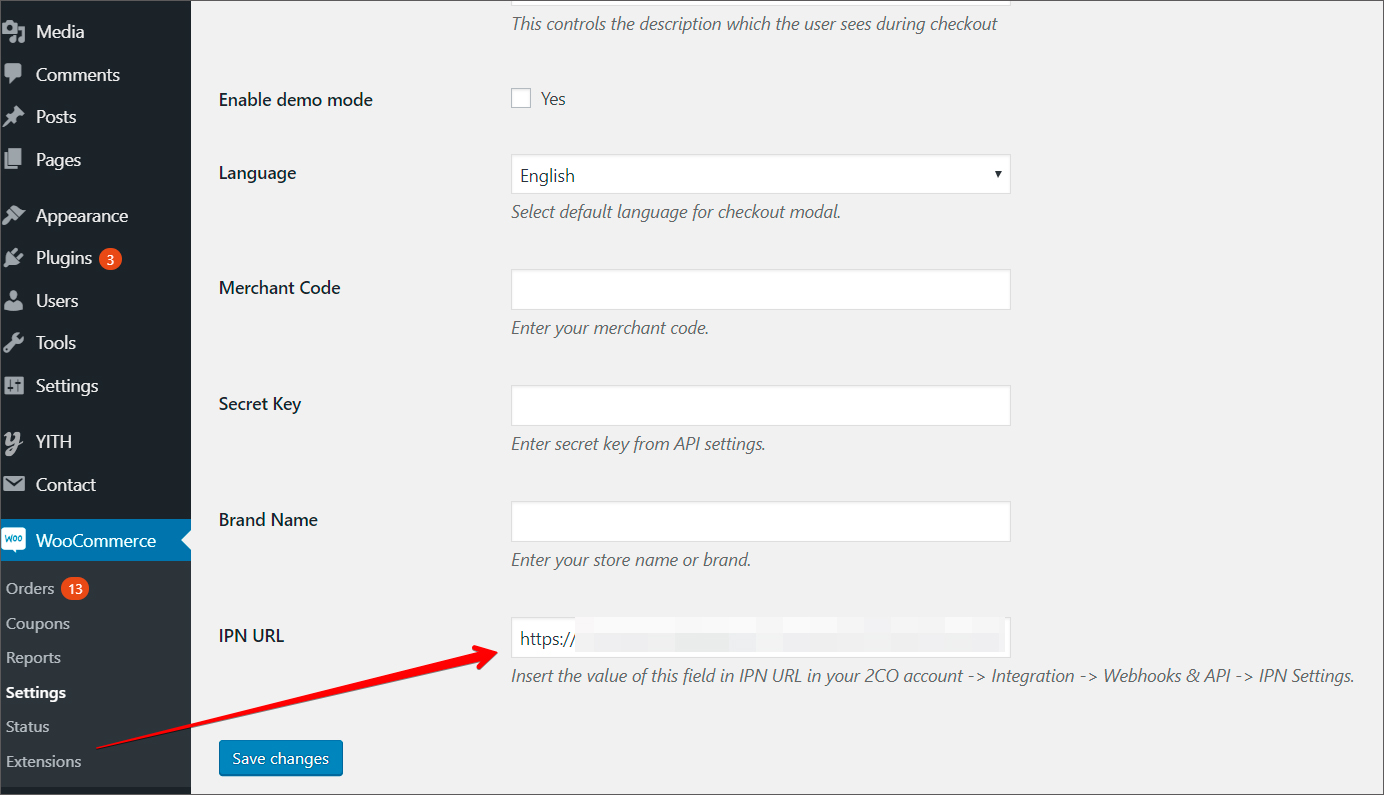 Media
Comments
Posts
Pages
Appearance
Plugins 3
Users
Tools
Settings
YITH
Contact
WOO WooCommerce
Orders 13
Coupons
Reports
Settings
Status
Extensions
This controls the description which the user sees during checkout
Enable demo mode Yes
Language English
Select default language for checkout modal.
Merchant Code
Enter your merchant code.
Secret Key
Enter secret key from API settings.
Brand Name
Enter your store name or brand.
IPN URL https://
Insert the value of this field in IPN URL in your 2CO account -> Integration -> Webhooks & API -> IPN Settings.
Save changes